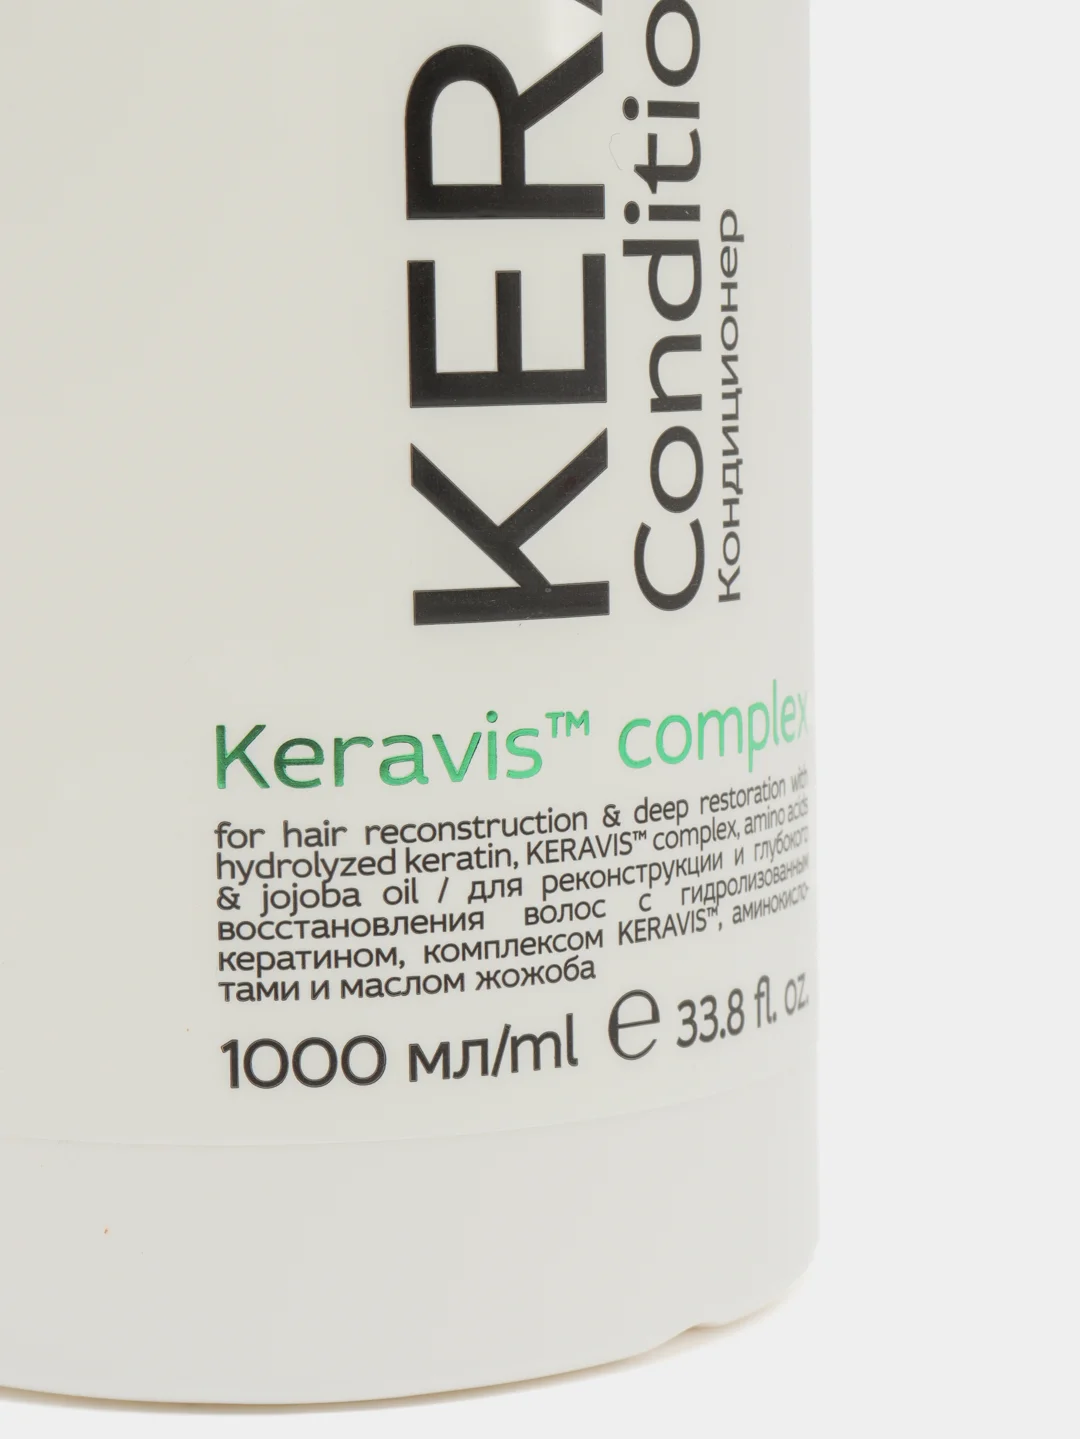 KER
Conditio
Кондиционер
Keravis™ complex
for hair reconstruction & deep restoration with
hydrolyzed keratin, KERAVIS™ complex, amino acids
& jojoba oil / для реконструкции и глубокого
восстановления волос с гидролизованным
кератином, комплексом KERAVIS™, аминокисло-
тами и маслом жожоба
1000 мл/ml ℮ 33.8 fl. oz.